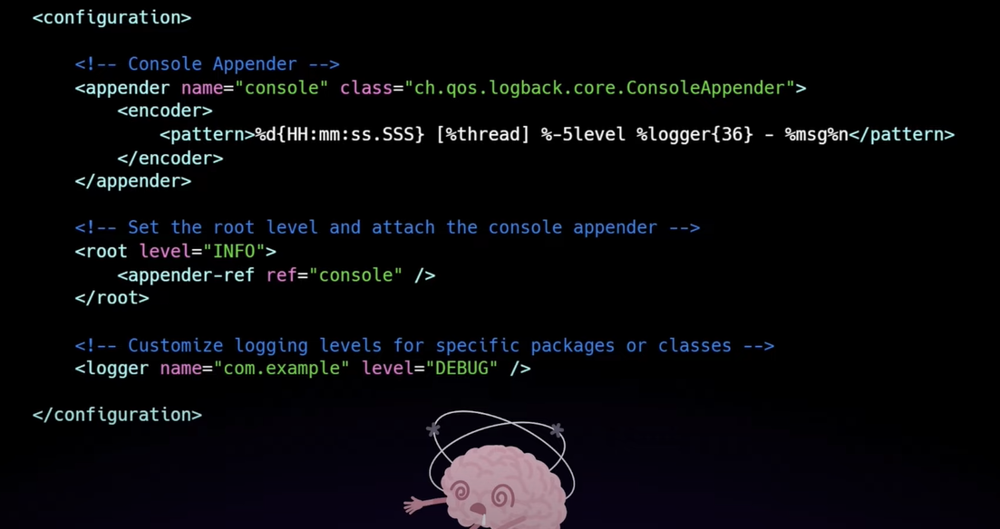 <configuration>
<!-- Console Appender -->
<appender name="console" class="ch.qos.logback.core.ConsoleAppender">
<encoder>
<pattern>%d{HH:mm:ss.SSS} [%thread] %-5level %logger{36} - %msg%n</pattern>
</encoder>
</appender>
<!-- Set the root level and attach the console appender -->
<root level="INFO">
<appender-ref ref="console" />
</root>
<!-- Customize logging levels for specific packages or classes -->
<logger name="com.example" level="DEBUG" />
</configuration>